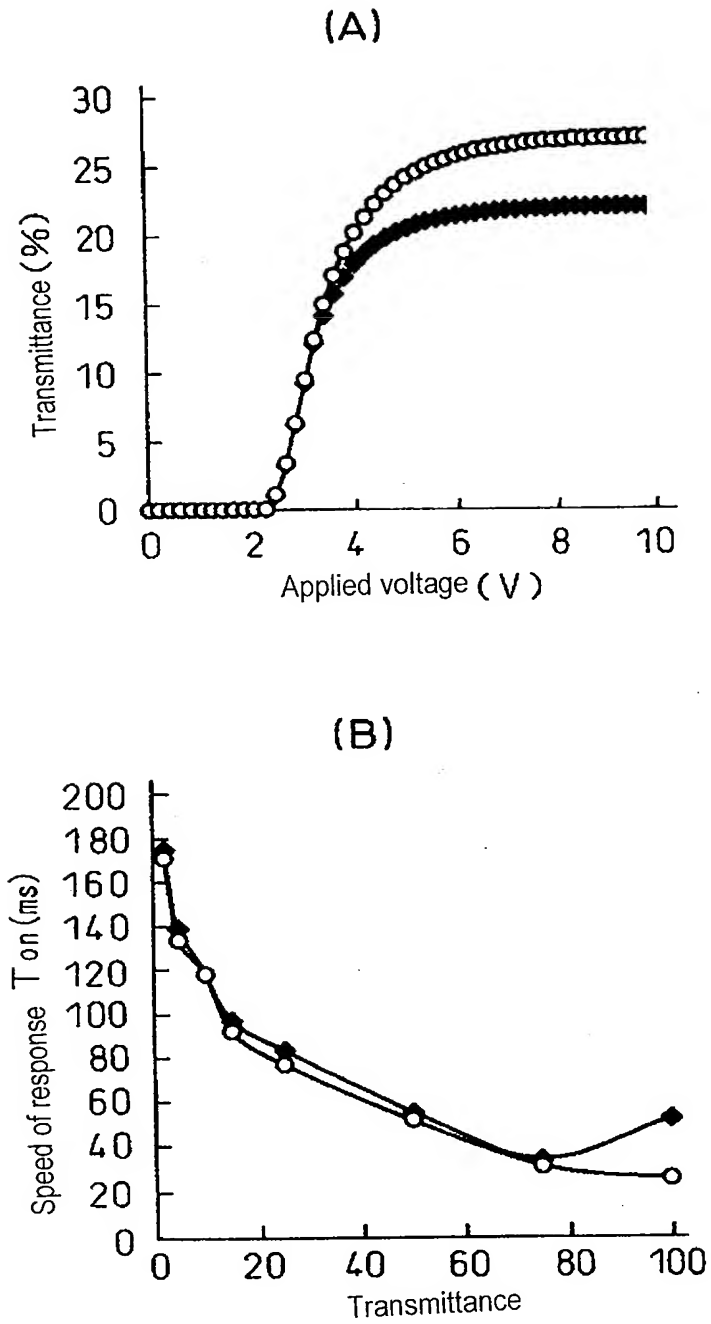 (A)
Transmittance (%)
30
25
20
15
10
5
0
0 2 4 6 8 10
Applied voltage (V)
(B)
Speed of response T on (ms)
200
180
160
140
120
100
80
60
40
20
0
0 20 40 60 80 100
Transmittance